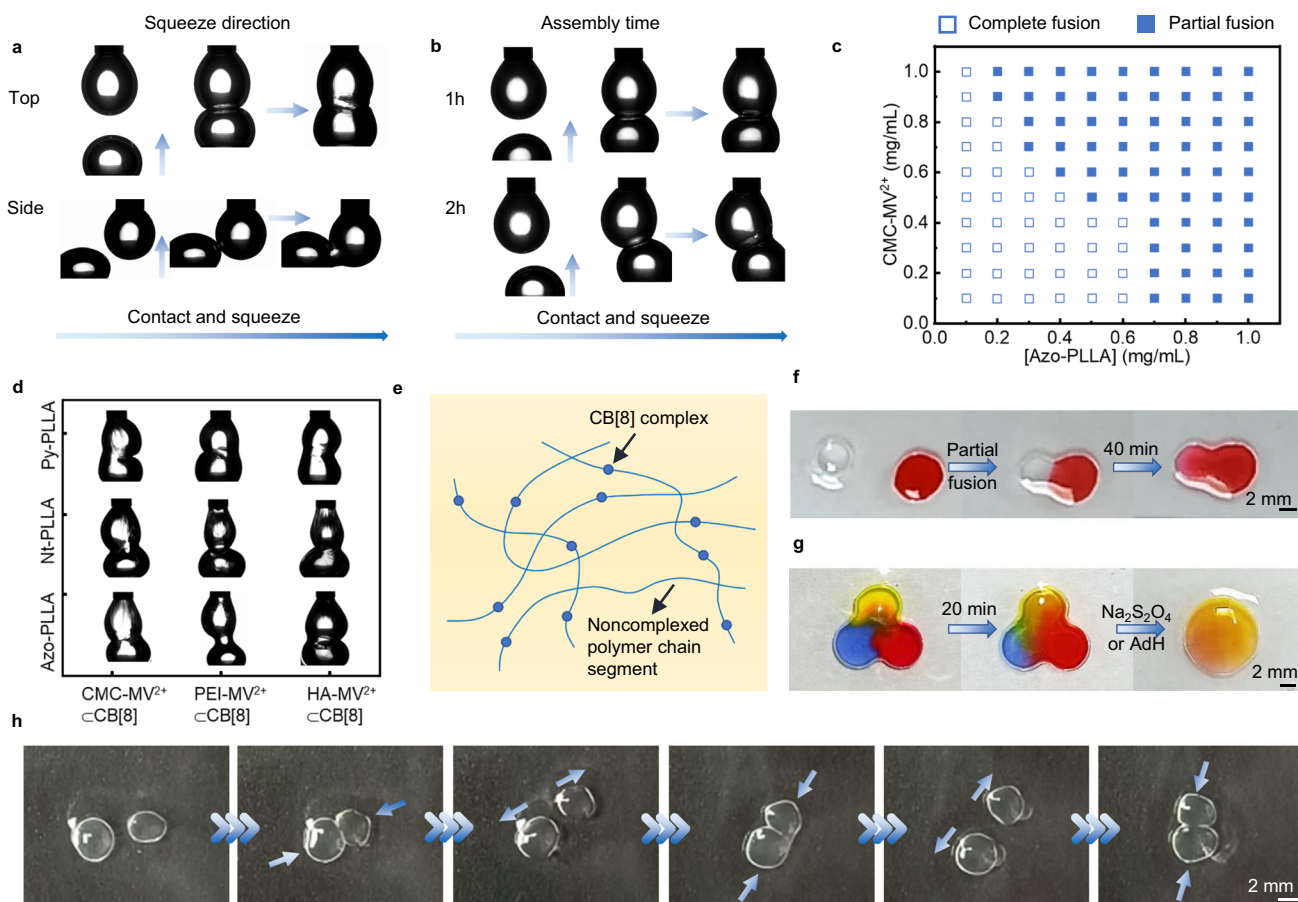 Squeeze direction
a
Top
Side
Contact and squeeze
Assembly time
b
1h
2h
Contact and squeeze
Complete fusion
Partial fusion
c
CMC-MV²⁺ (mg/mL)
1.0
0.8
0.6
0.4
0.2
0.0
0.0 0.2 0.4 0.6 0.8 1.0
[Azo-PLLA] (mg/mL)
d
Py-PLLA
Nt-PLLA
Azo-PLLA
CMC-MV²⁺ PEI-MV²⁺ HA-MV²⁺
⊂CB[8] ⊂CB[8] ⊂CB[8]
e
CB[8] complex
Noncomplexed
polymer chain
segment
f
Partial
fusion
40 min
2 mm
g
20 min
Na₂S₂O₄
or AdH
2 mm
h
2 mm